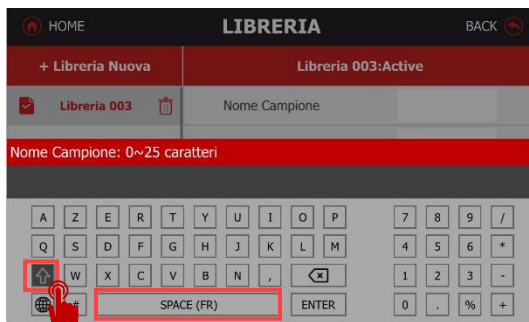 HOME LIBRERIA BACK
+ Libreria Nuova Libreria 003:Active
Libreria 003 Nome Campione
Nome Campione: 0~25 caratteri
A Z E R T Y U I O P 7 8 9 /
Q S D F G H J K L M 4 5 6 *
W X C V B N , 1 2 3 -
# SPACE (FR) ENTER 0 . % +